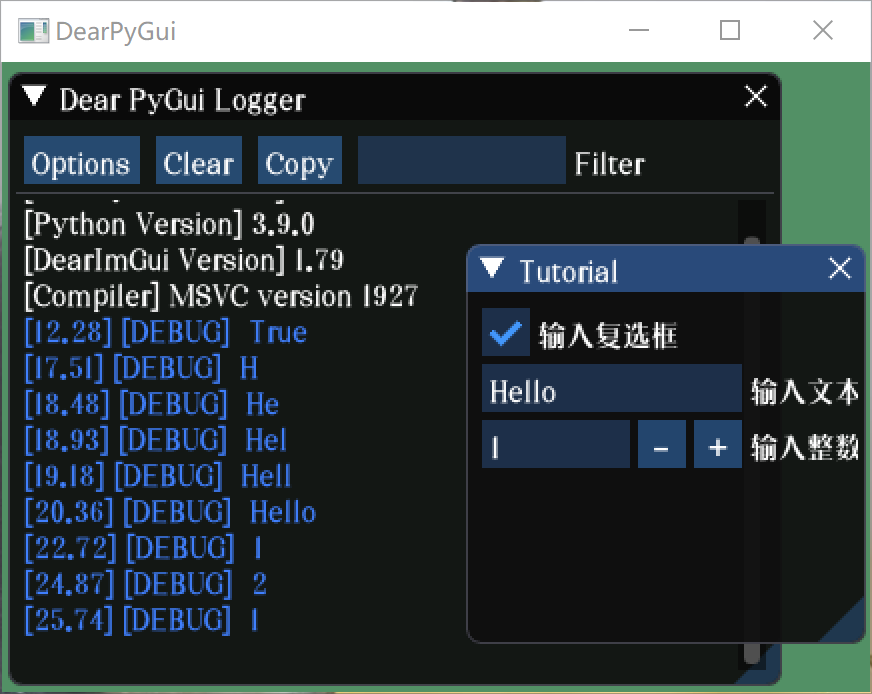 DearPyGui
Dear PyGui Logger
Options Clear Copy Filter
[Python Version] 3.9.0
[DearImGui Version] 1.79
[Compiler] MSVC version 1927
[12.28] [DEBUG] True
[17.51] [DEBUG] H
[18.48] [DEBUG] He
[18.93] [DEBUG] Hel
[19.18] [DEBUG] Hell
[20.36] [DEBUG] Hello
[22.72] [DEBUG] 1
[24.87] [DEBUG] 2
[25.74] [DEBUG] 1
Tutorial
输入复选框
Hello 输入文本
1 - + 输入整数